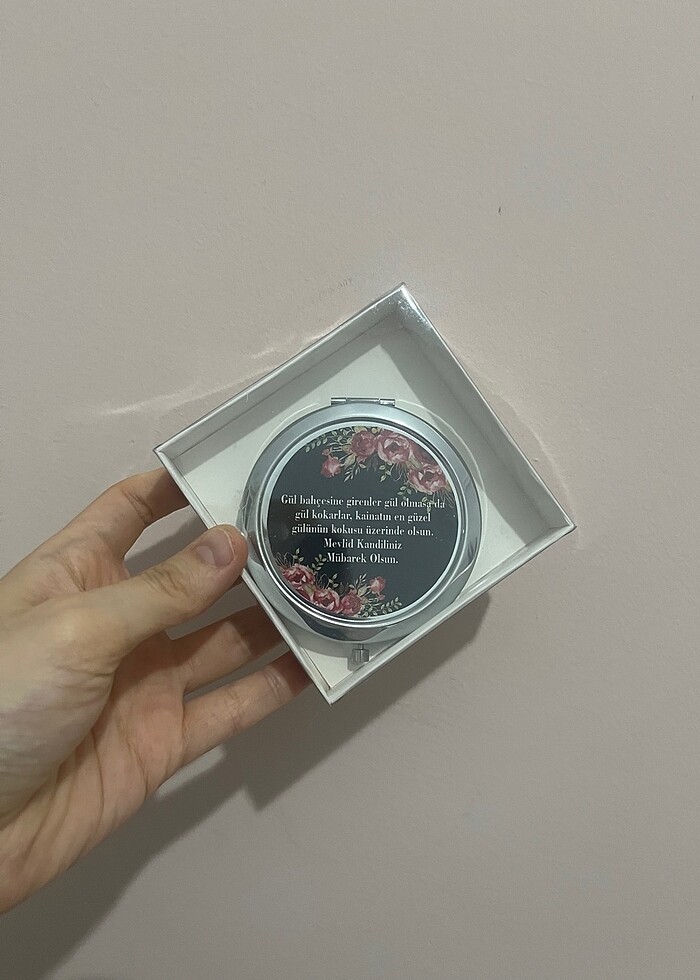 Gül bahçesine girenler gül olmasa da
gül kokarlar, kainatın en güzel
gülünün kokusu üzerinde olsun.
Mevlid Kandiliniz
Mübarek Olsun.